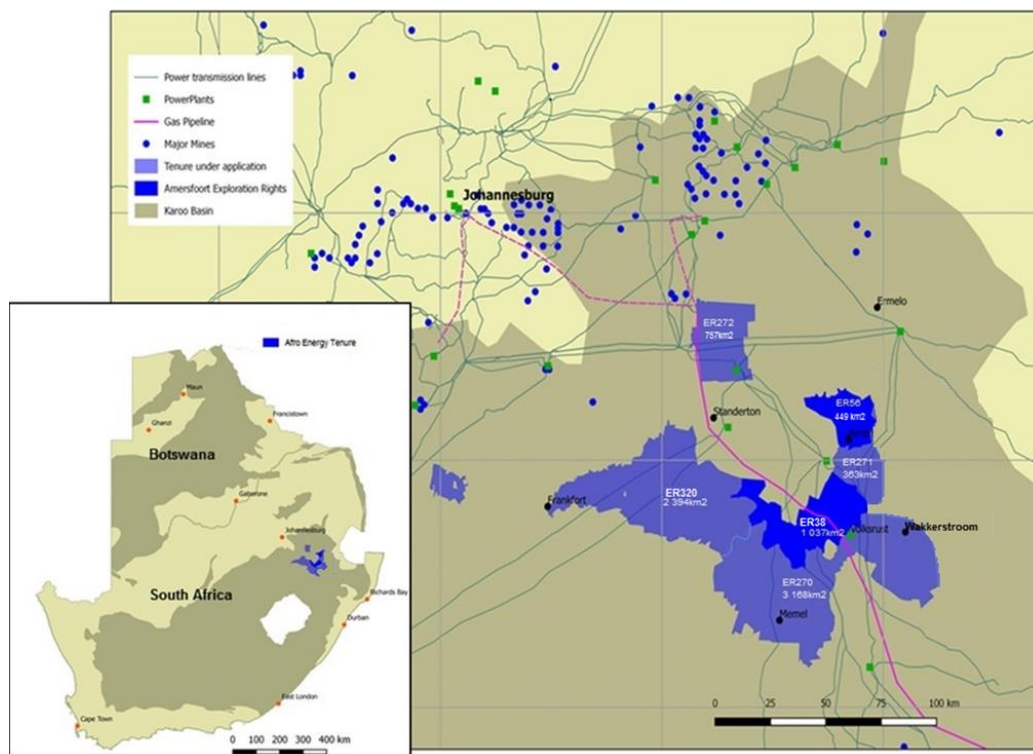 Power transmission lines
PowerPlants
Gas Pipeline
Major Mines
Tenure under application
Amersfoort Exploration Rights
Karoo Basin
Johannesburg
Ermelo
ER272
757km2
Standerton
ER56
449 km2
ER271
363km2
Frankfort
ER320
2 394km2
ER38
1 037km2
Volksrunt
Wakkerstroom
ER270
3 168km2
Memel
0 25 50 75 100 km
Afro Energy Tenure
Maun
Ghanzi
Francistown
Botswana
Gaberone
Johannesburg
South Africa
Richards Bay
Durban
East London
Cape Town
0 100 200 300 400 km